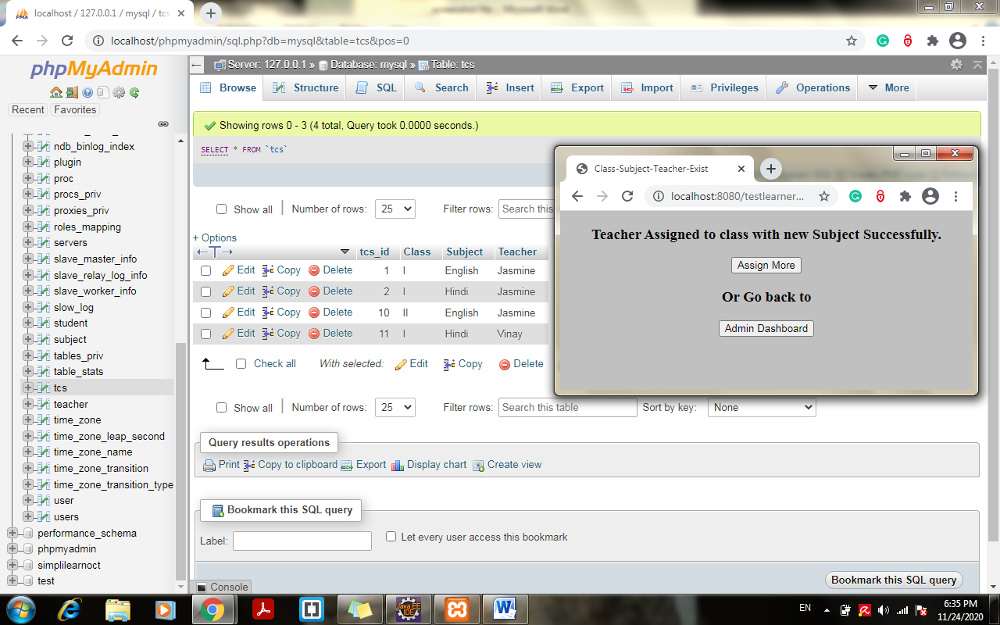 localhost / 127.0.0.1 / mysql / tcs
localhost/phpmyadmin/sql.php?db=mysql&table=tcs&pos=0
phpMyAdmin
Recent Favorites
ndb_binlog_index
plugin
proc
procs_priv
proxies_priv
roles_mapping
servers
slave_master_info
slave_relay_log_info
slave_worker_info
slow_log
student
subject
tables_priv
table_stats
tcs
teacher
time_zone
time_zone_leap_second
time_zone_name
time_zone_transition
time_zone_transition_type
user
users
performance_schema
phpmyadmin
simplilearnoct
test
Server: 127.0.0.1 » Database: mysql » Table: tcs
Browse Structure SQL Search Insert Export Import Privileges Operations More
Showing rows 0 - 3 (4 total, Query took 0.0000 seconds.)
SELECT * FROM `tcs`
Show all | Number of rows: 25 Filter rows: Search this
+ Options
tcs_id Class Subject Teacher
Edit Copy Delete 1 I English Jasmine
Edit Copy Delete 2 I Hindi Jasmine
Edit Copy Delete 10 II English Jasmine
Edit Copy Delete 11 I Hindi Vinay
Check all With selected: Edit Copy Delete
Show all | Number of rows: 25 Filter rows: Search this table Sort by key: None
Query results operations
Print Copy to clipboard Export Display chart Create view
Bookmark this SQL query
Label: Let every user access this bookmark
Bookmark this SQL query
Console
Class-Subject-Teacher-Exist
localhost:8080/testlearner...
Teacher Assigned to class with new Subject Successfully.
Assign More
Or Go back to
Admin Dashboard
EN
6:35 PM
11/24/2020